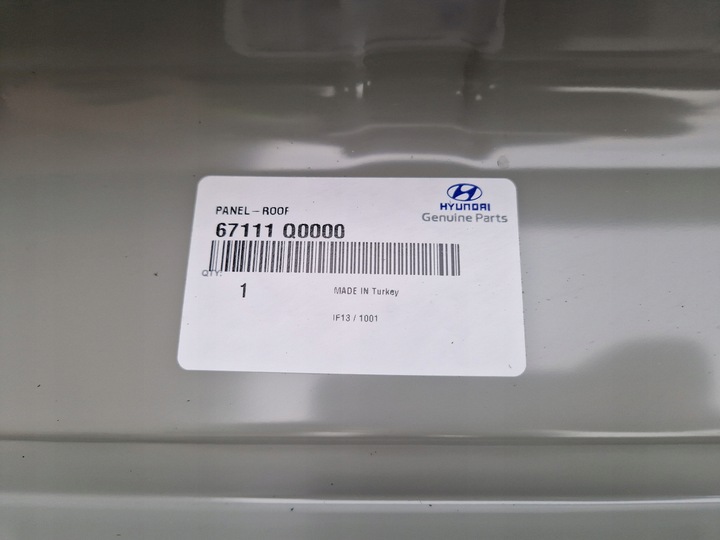 PANEL-ROOF
67111 Q0000
HYUNDAI
Genuine Parts
QTY:
1
MADE IN Turkey
IF13 / 1001